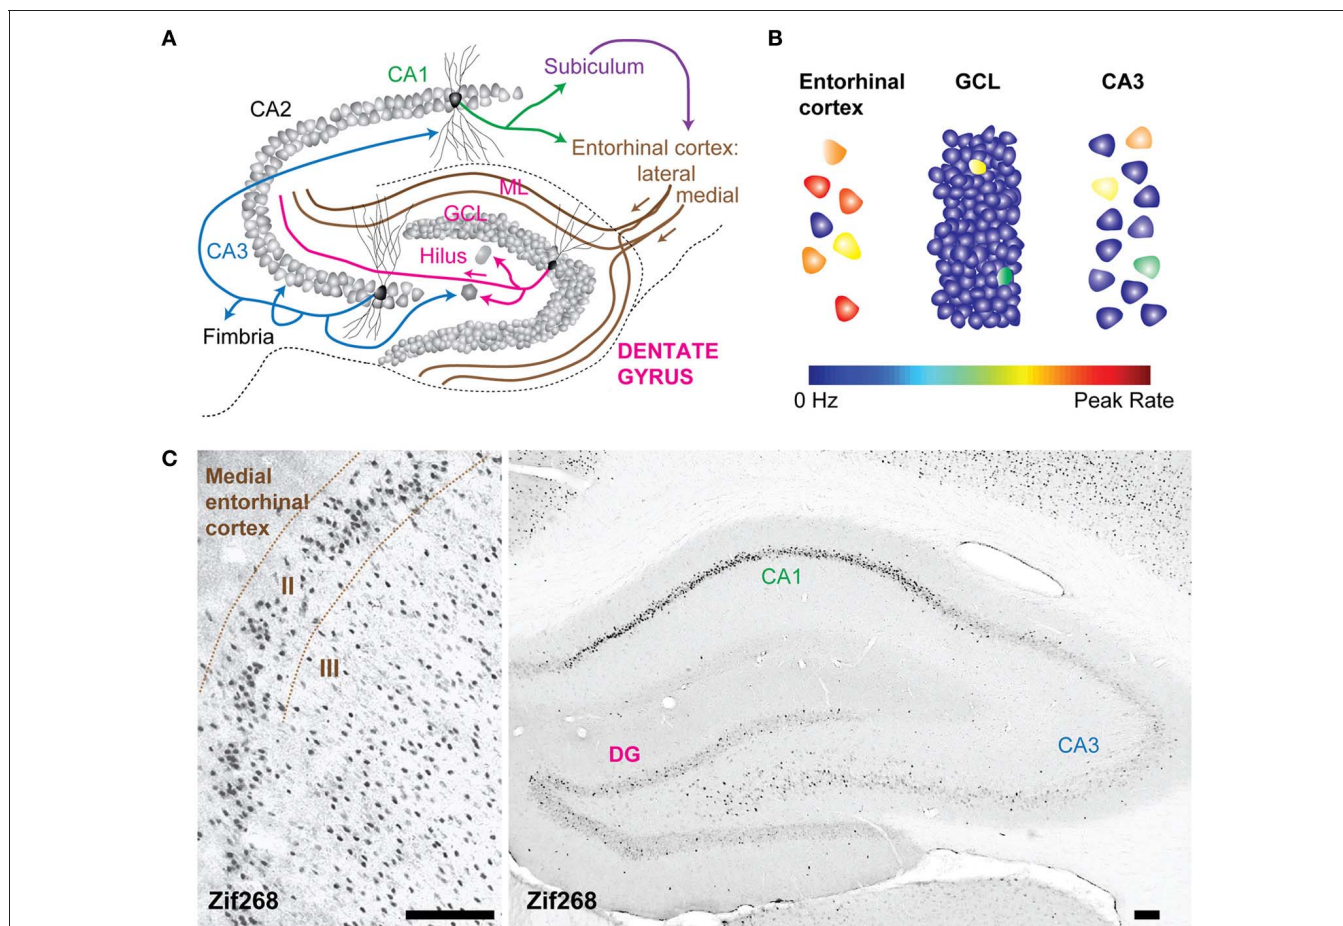 A
CA1
Subiculum
CA2
Entorhinal cortex:
lateral
medial
ML
GCL
CA3
Hilus
Fimbria
DENTATE
GYRUS
B
Entorhinal
cortex
GCL
CA3
0 Hz
Peak Rate
C
Medial
entorhinal
cortex
II
III
Zif268
CA1
DG
CA3
Zif268